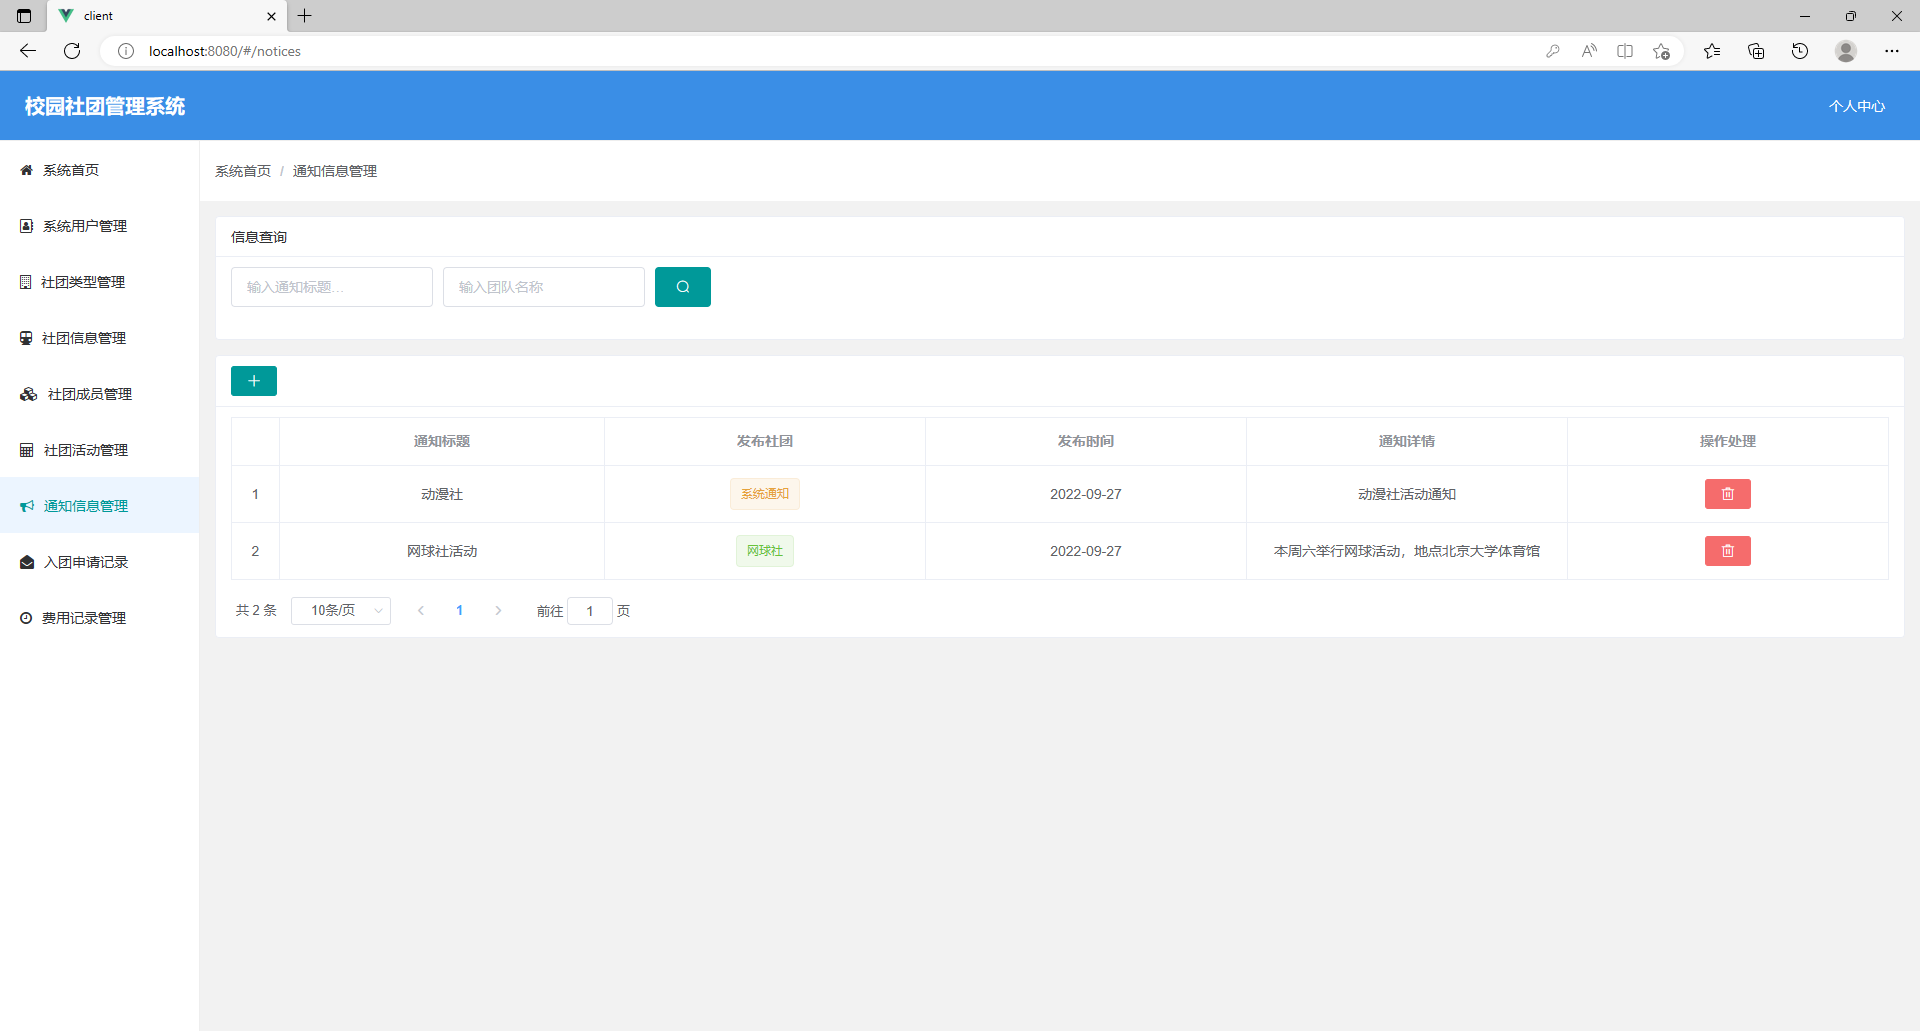 client
localhost:8080/#/notices
校园社团管理系统
个人中心
系统首页
系统用户管理
社团类型管理
社团信息管理
社团成员管理
社团活动管理
通知信息管理
入团申请记录
费用记录管理
系统首页 / 通知信息管理
信息查询
输入通知标题... 输入团队名称
通知标题 发布社团 发布时间 通知详情 操作处理
1 动漫社 系统通知 2022-09-27 动漫社活动通知
2 网球社活动 网球社 2022-09-27 本周六举行网球活动，地点北京大学体育馆
共 2 条 10条/页 1 前往 1 页